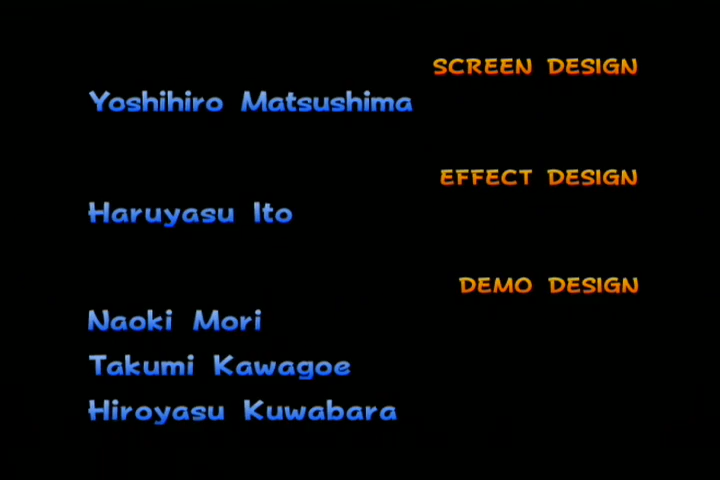 SCREEN DESIGN
Yoshihiro Matsushima
EFFECT DESIGN
Haruyasu Ito
DEMO DESIGN
Naoki Mori
Takumi Kawagoe
Hiroyasu Kuwabara